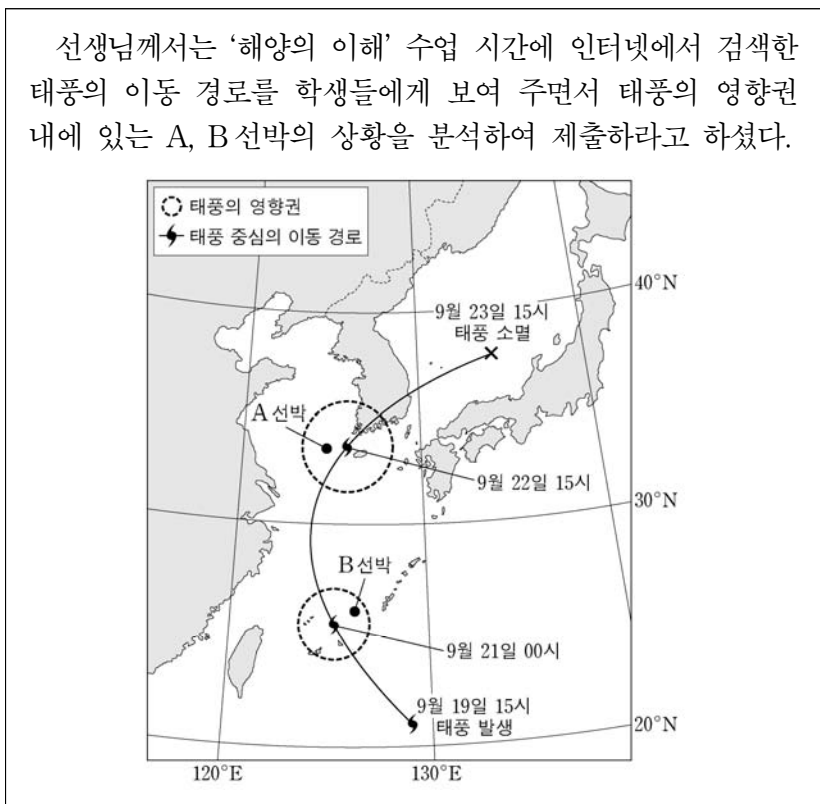 선생님께서는 ‘해양의 이해’ 수업 시간에 인터넷에서 검색한
태풍의 이동 경로를 학생들에게 보여 주면서 태풍의 영향권
내에 있는 A, B 선박의 상황을 분석하여 제출하라고 하셨다.
태풍의 영향권
태풍 중심의 이동 경로
40°N
9월 23일 15시
태풍 소멸
A 선박
9월 22일 15시
30°N
B 선박
9월 21일 00시
9월 19일 15시
태풍 발생
20°N
120°E
130°E